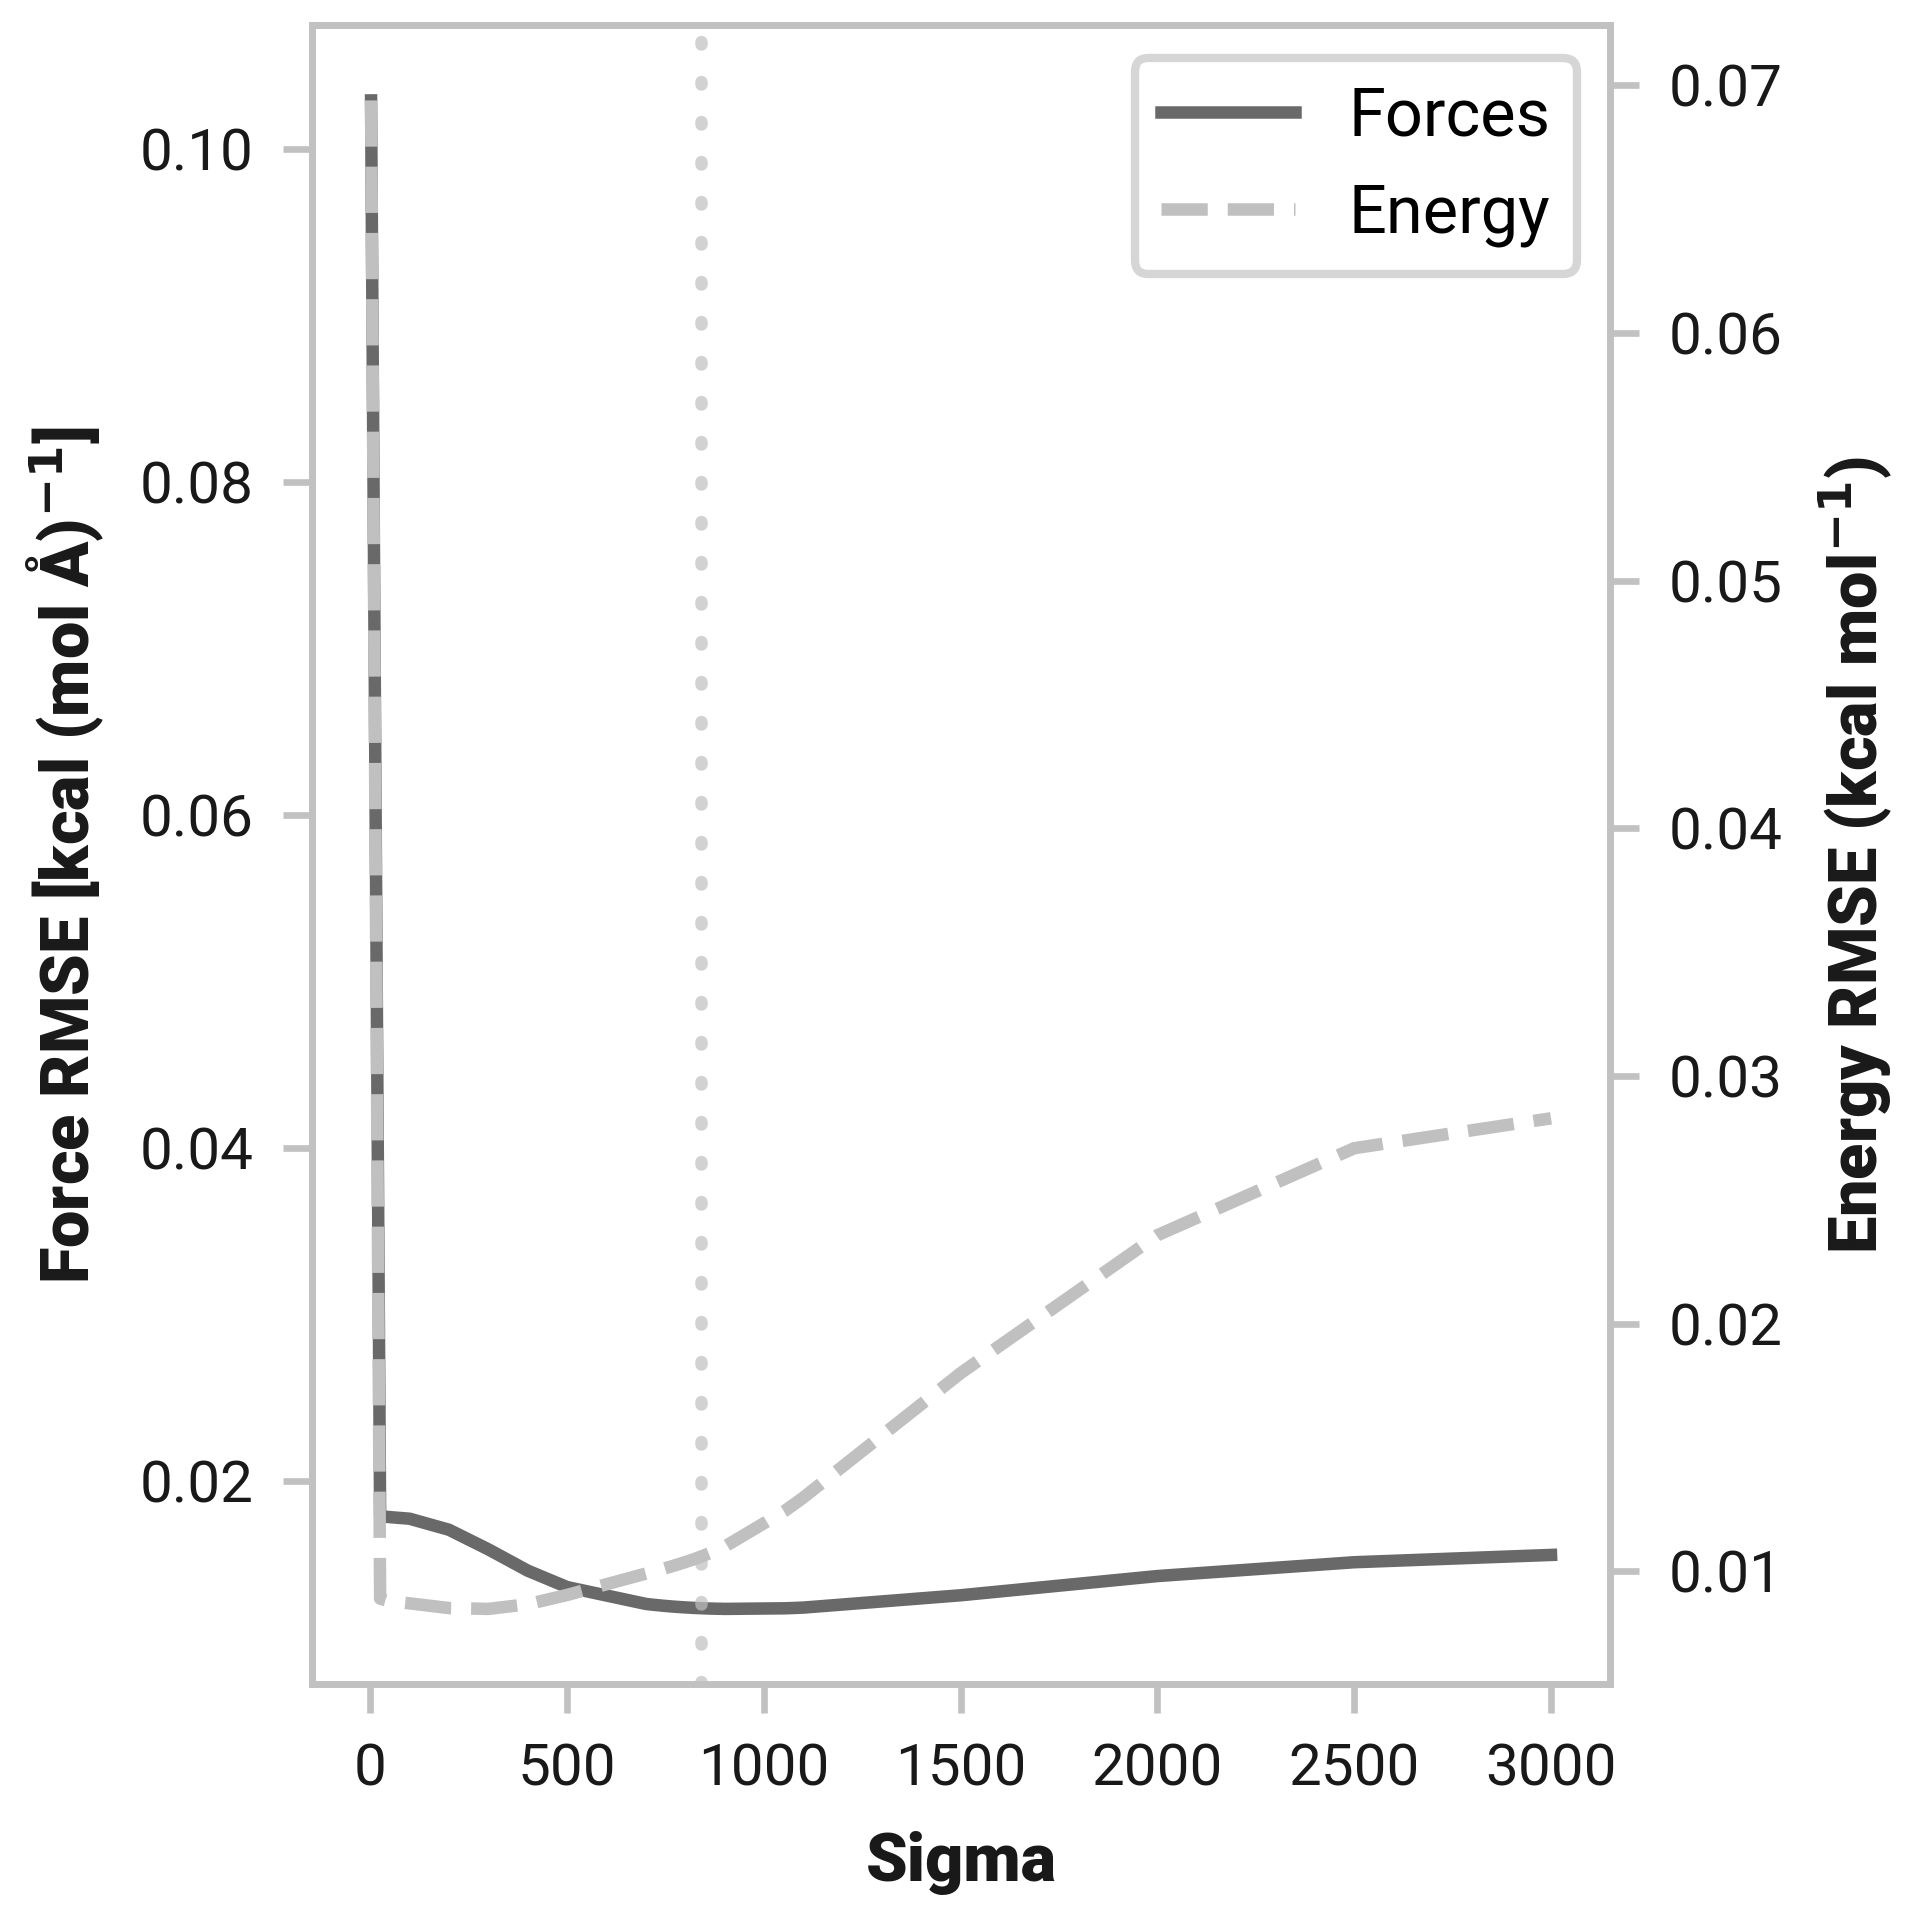 Forces
Energy
0.10
0.08
0.06
0.04
0.02
Force RMSE [kcal (mol Å)⁻¹]
0.07
0.06
0.05
0.04
0.03
0.02
0.01
Energy RMSE (kcal mol⁻¹)
0 500 1000 1500 2000 2500 3000
Sigma